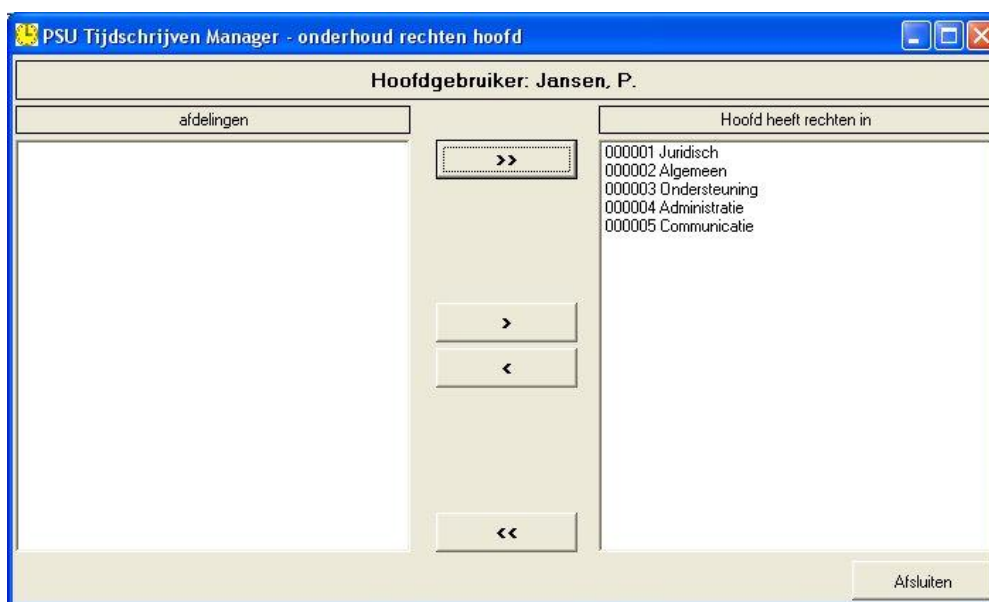 PSU Tijdschrijven Manager - onderhoud rechten hoofd
Hoofdgebruiker: Jansen, P.
afdelingen
Hoofd heeft rechten in
>>
000001 Juridisch
000002 Algemeen
000003 Ondersteuning
000004 Administratie
000005 Communicatie
>
<
<<
Afsluiten